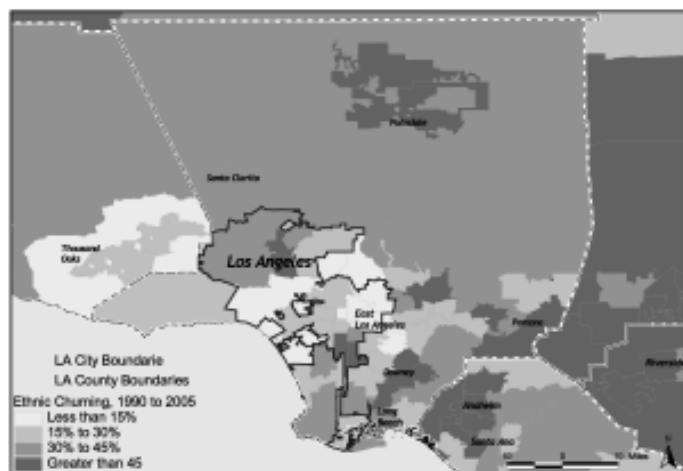 Palmdale
Santa Clarita
Thousand
Oaks
Los Angeles
East
Los Angeles
Pomona
Downey
Riverside
LA City Boundarie
LA County Boundaries
Anaheim
Long
Beach
Ethnic Churning, 1990 to 2005
Less than 15%
15% to 30%
30% to 45%
Greater than 45
Santa Ana
10 Miles